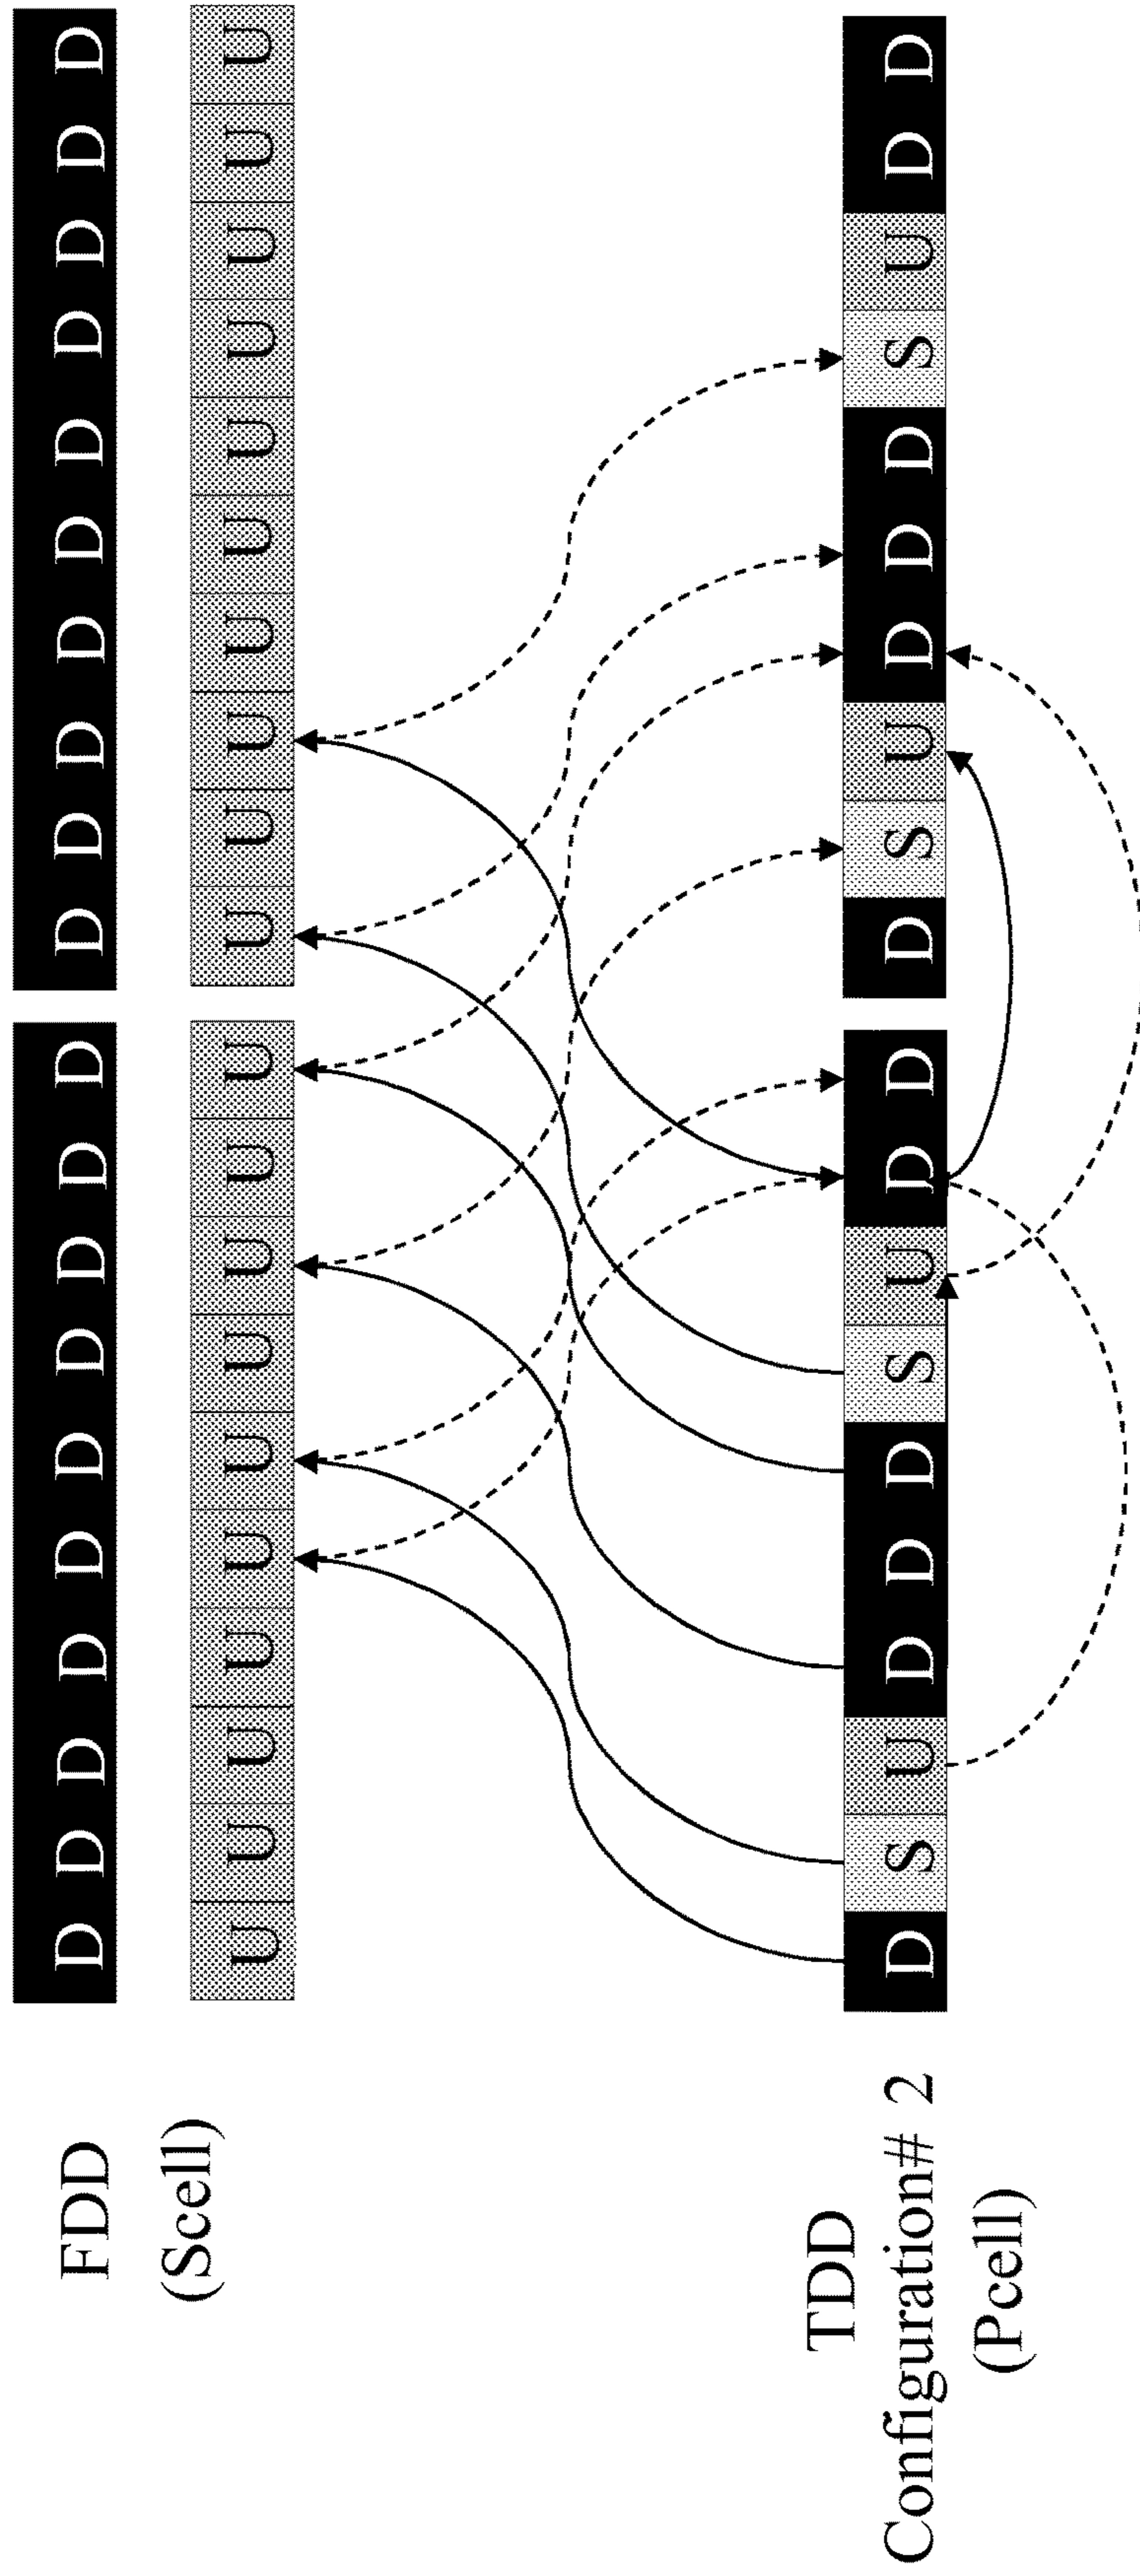 FDD D D D D D D D D D D D D D D D D D D D D
(Scell) U U U U U U U U U U U U U U U U U U U U
TDD
Configuration# 2 D S U D D D S U D D D S U D D D S U D D
(Pcell)